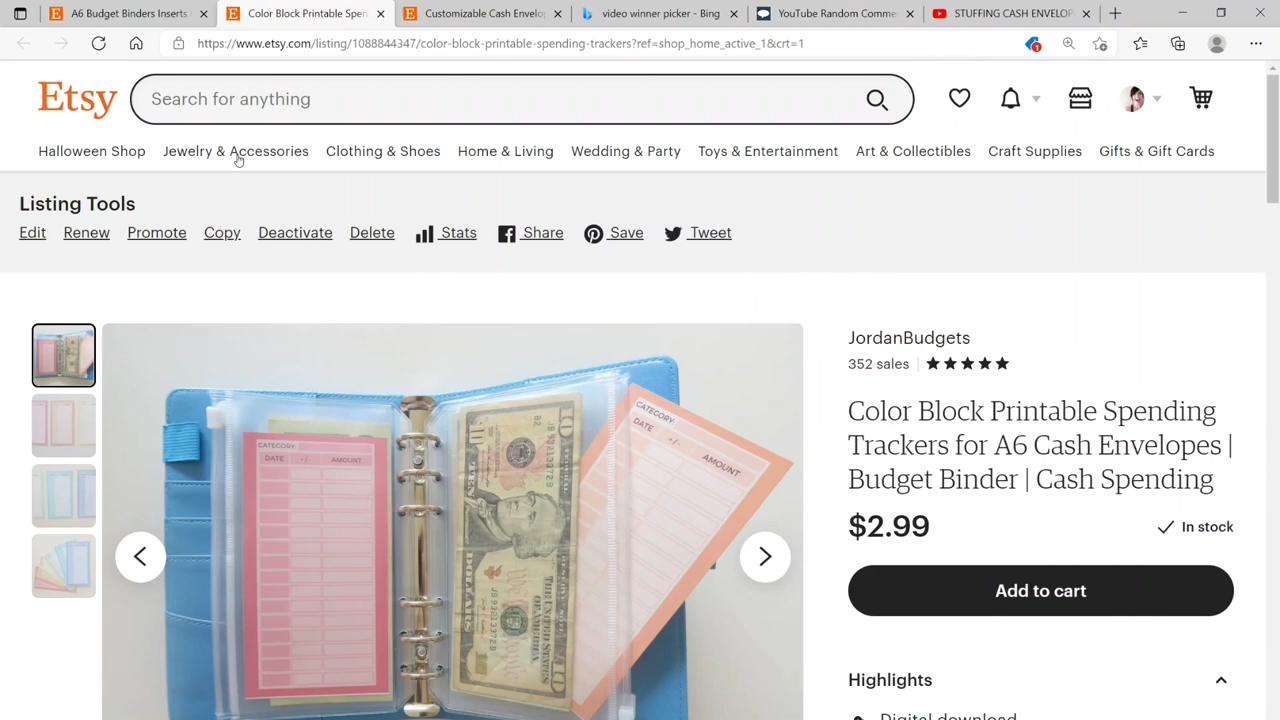 A6 Budget Binders Inserts
Color Block Printable Spen
Customizable Cash Envelo
video winner picker - Bing
YouTube Random Comme
STUFFING CASH ENVELOP
https://www.etsy.com/listing/1088844347/color-block-printable-spending-trackers?ref=shop_home_active_1&crt=1
1
Etsy
Search for anything
Halloween Shop
Jewelry & Accessories
Clothing & Shoes
Home & Living
Wedding & Party
Toys & Entertainment
Art & Collectibles
Craft Supplies
Gifts & Gift Cards
Listing Tools
Edit
Renew
Promote
Copy
Deactivate
Delete
Stats
Share
Save
Tweet
CATEGORY:
DATE +/- AMOUNT
CATEGORY:
DATE +/- AMOUNT
JordanBudgets
352 sales
Color Block Printable Spending
Trackers for A6 Cash Envelopes |
Budget Binder | Cash Spending
$2.99
In stock
Add to cart
Highlights
Digital download